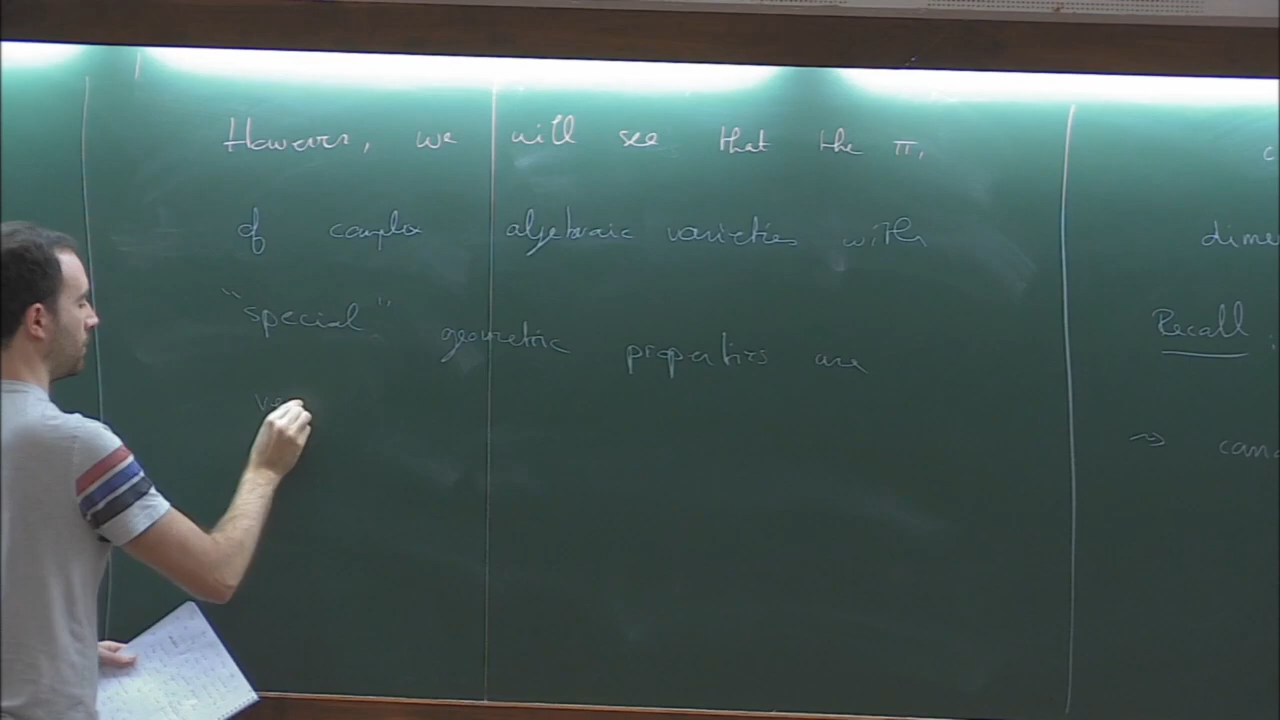 However, we will see that the π₁
of complex algebraic varieties with
"special" geometric properties are
ve
c
dime
Recall :
⤳ cano